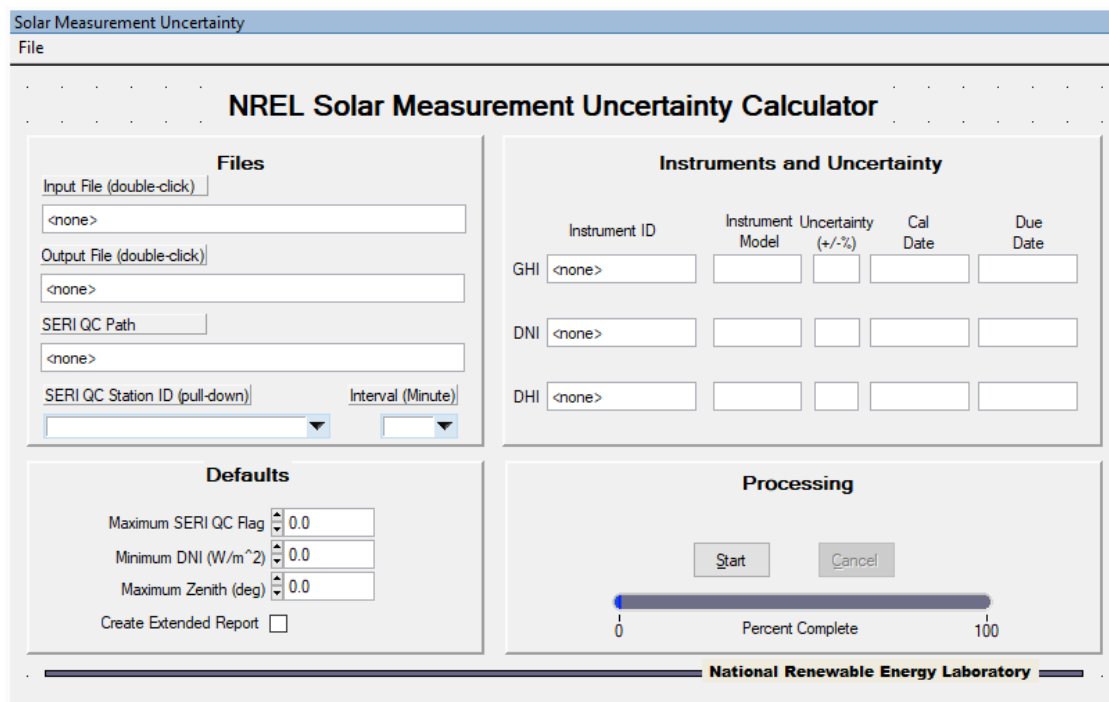 Solar Measurement Uncertainty
File
NREL Solar Measurement Uncertainty Calculator
Files
Input File (double-click)
<none>
Output File (double-click)
<none>
SERI QC Path
<none>
SERI QC Station ID (pull-down) Interval (Minute)
Instruments and Uncertainty
Instrument ID Instrument Model Uncertainty (+/-%) Cal Date Due Date
GHI <none>
DNI <none>
DHI <none>
Defaults
Maximum SERI QC Flag 0.0
Minimum DNI (W/m^2) 0.0
Maximum Zenith (deg) 0.0
Create Extended Report
Processing
Start Cancel
0 Percent Complete 100
National Renewable Energy Laboratory